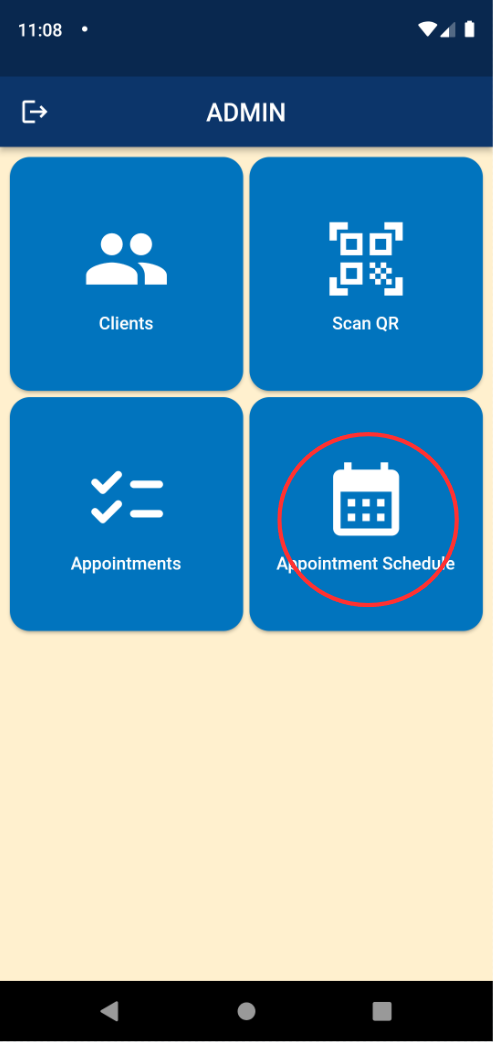 11:08
ADMIN
Clients
Scan QR
Appointments
Appointment Schedule